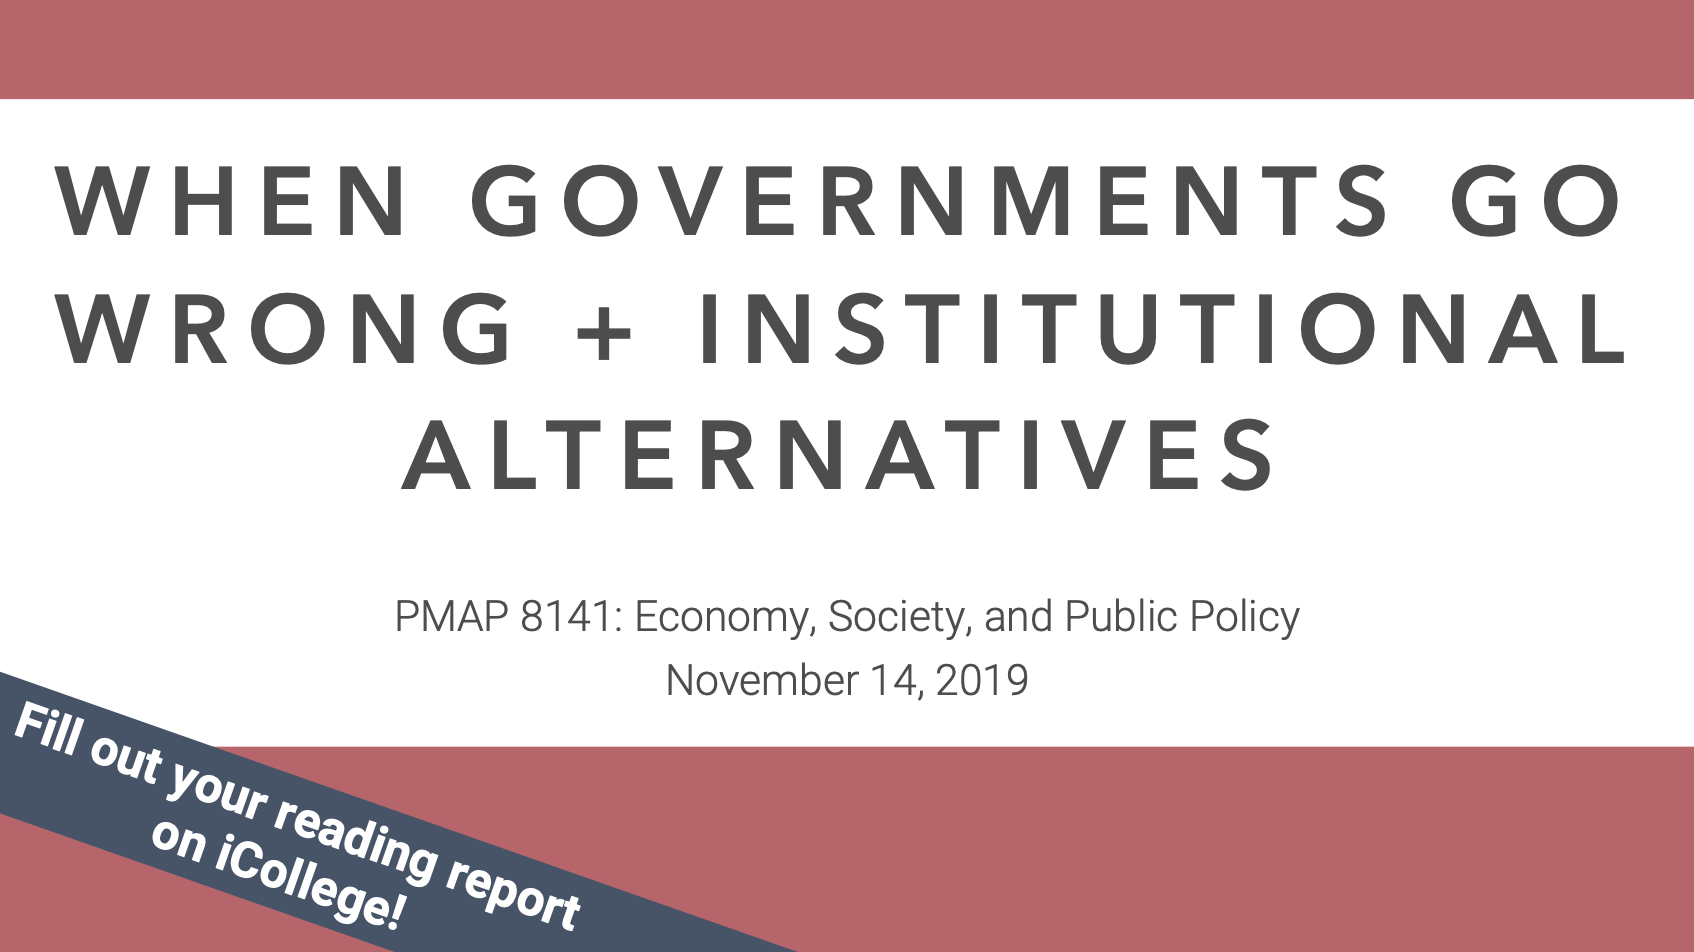 WHEN GOVERNMENTS GO
WRONG + INSTITUTIONAL
ALTERNATIVES
PMAP 8141: Economy, Society, and Public Policy
November 14, 2019
Fill out your reading report
on iCollege!